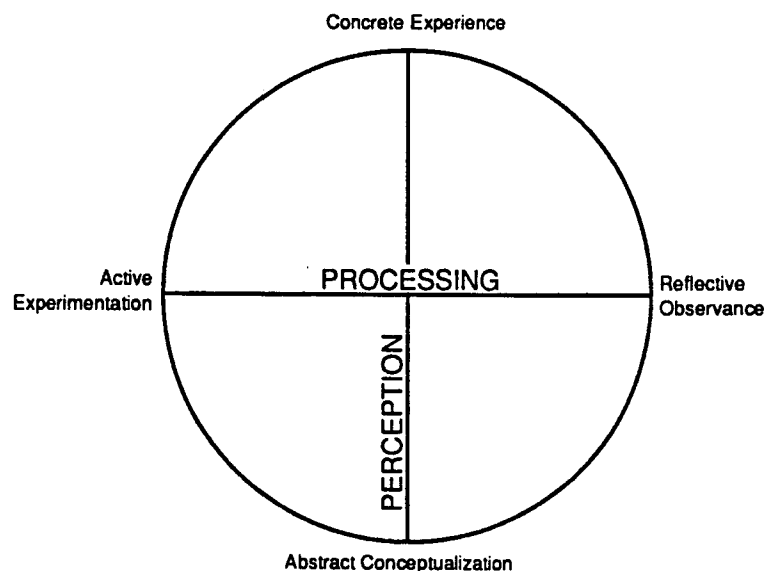 Concrete Experience
Active
Experimentation
PROCESSING
Reflective
Observance
PERCEPTION
Abstract Conceptualization